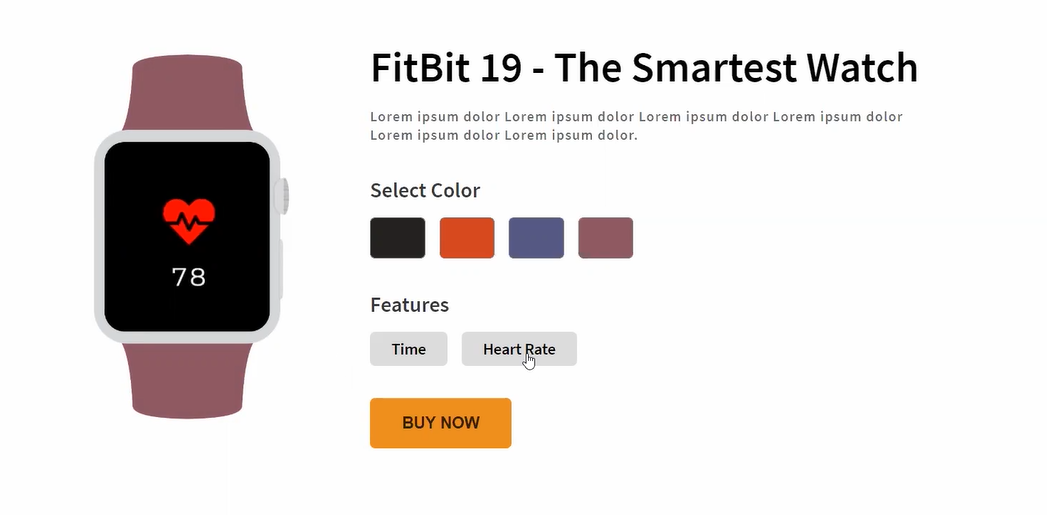 FitBit 19 - The Smartest Watch
Lorem ipsum dolor Lorem ipsum dolor Lorem ipsum dolor Lorem ipsum dolor
Lorem ipsum dolor Lorem ipsum dolor.
Select Color
78
Features
Time
Heart Rate
BUY NOW